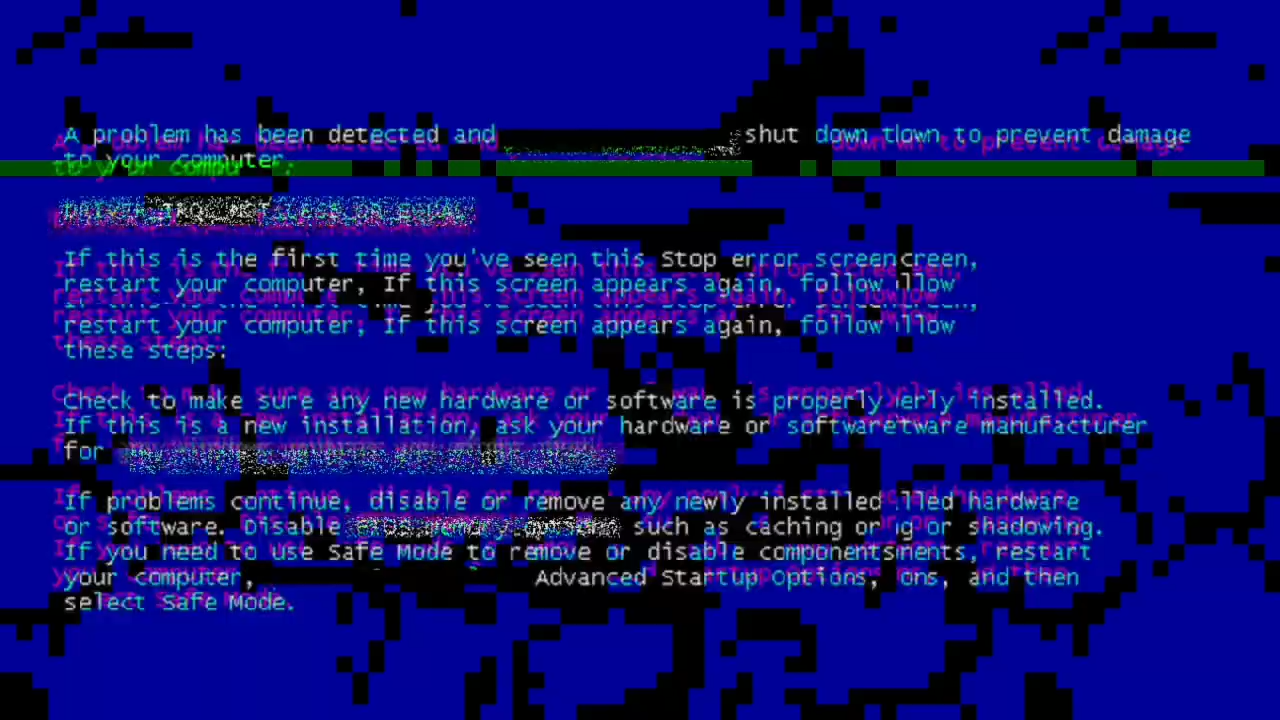 A problem has been detected and shut down tlown to prevent damage
to your computer.
If this is the first time you've seen this Stop error screencreen,
restart your computer, If this screen appears again, follow illow
restart your computer, If this screen appears again, follow illow
these steps:
Check to make sure any new hardware or software is properly erly installed.
If this is a new installation, ask your hardware or softwaretware manufacturer
for
If problems continue, disable or remove any newly installed lled hardware
or software. Disable such as caching or ig or shadowing.
If you need to use Safe Mode to remove or disable componentsnents, restart
your computer, Advanced Startup Options, ons, and then
select Safe Mode.